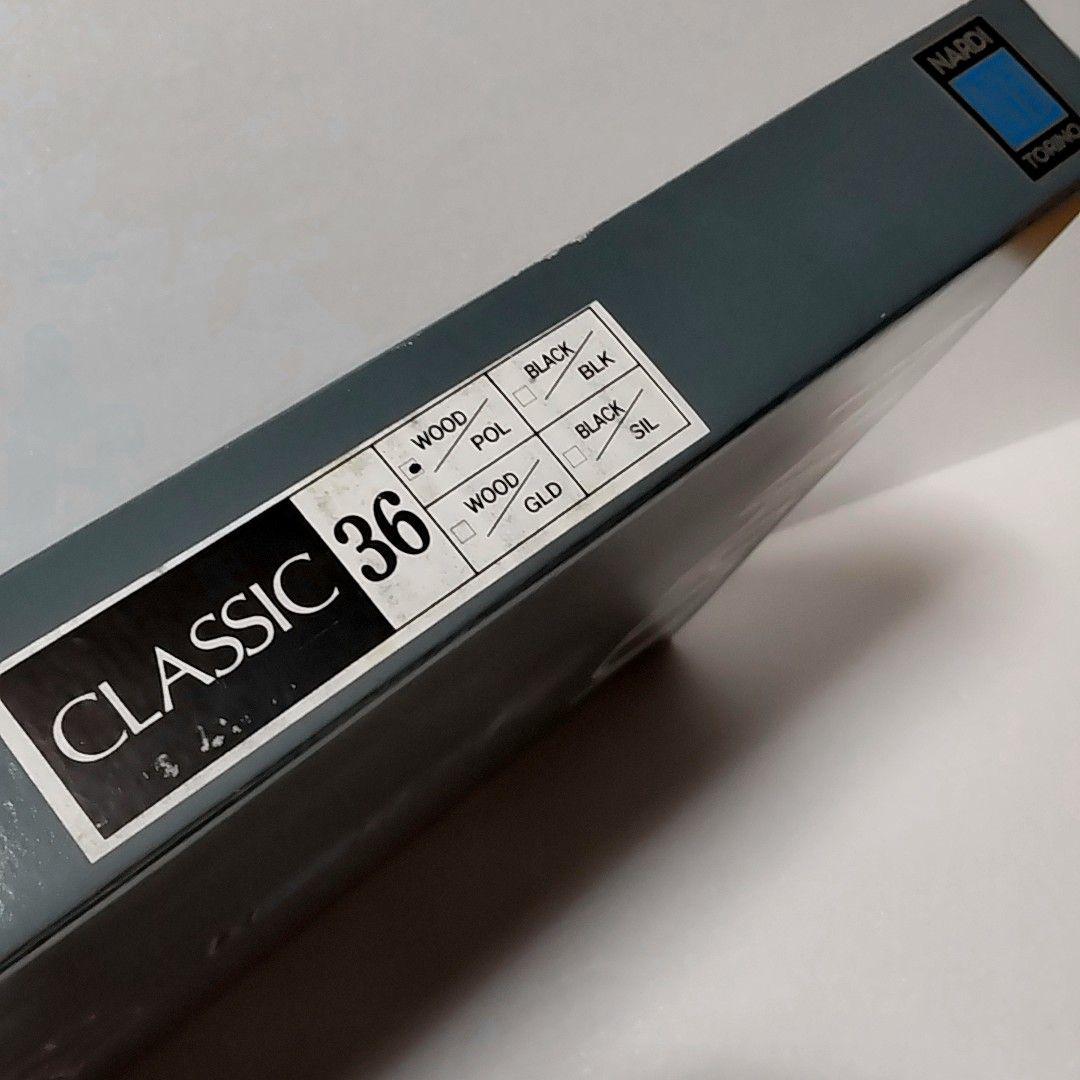 NARDI
TORINO
CLASSIC
36
WOOD/
POL
BLACK/
BLK
WOOD/
GLD
BLACK/
SIL